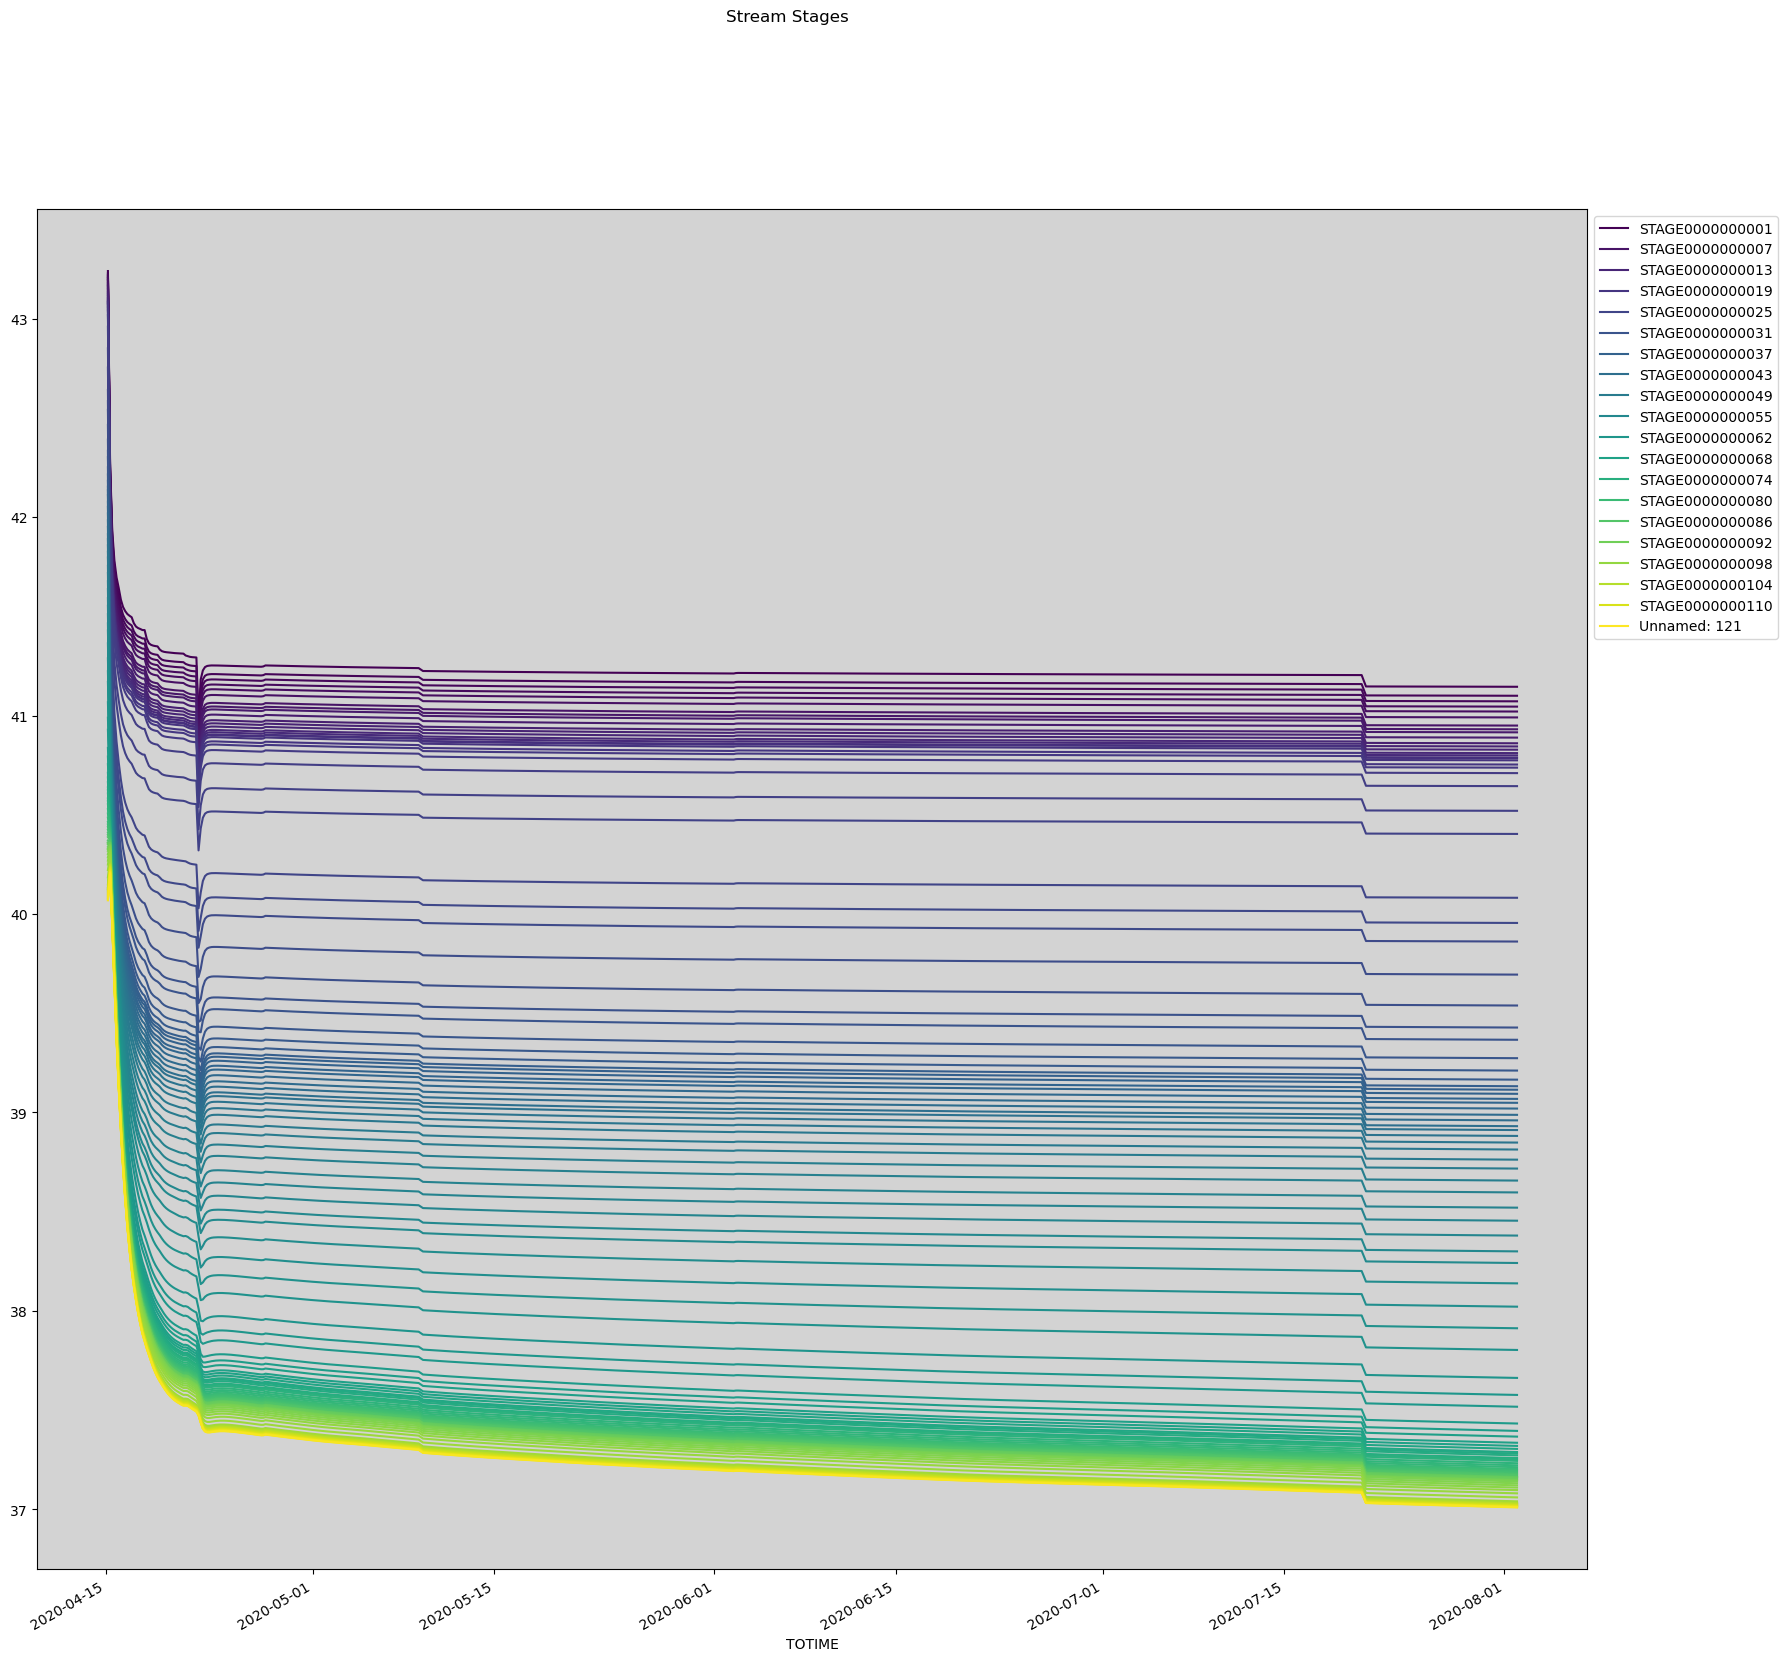 Stream Stages
43
42
41
40
39
38
37
2020-04-15
2020-05-01
2020-05-15
2020-06-01
2020-06-15
2020-07-01
2020-07-15
2020-08-01
TOTIME
STAGE0000000001
STAGE0000000007
STAGE0000000013
STAGE0000000019
STAGE0000000025
STAGE0000000031
STAGE0000000037
STAGE0000000043
STAGE0000000049
STAGE0000000055
STAGE0000000062
STAGE0000000068
STAGE0000000074
STAGE0000000080
STAGE0000000086
STAGE0000000092
STAGE0000000098
STAGE0000000104
STAGE0000000110
Unnamed: 121